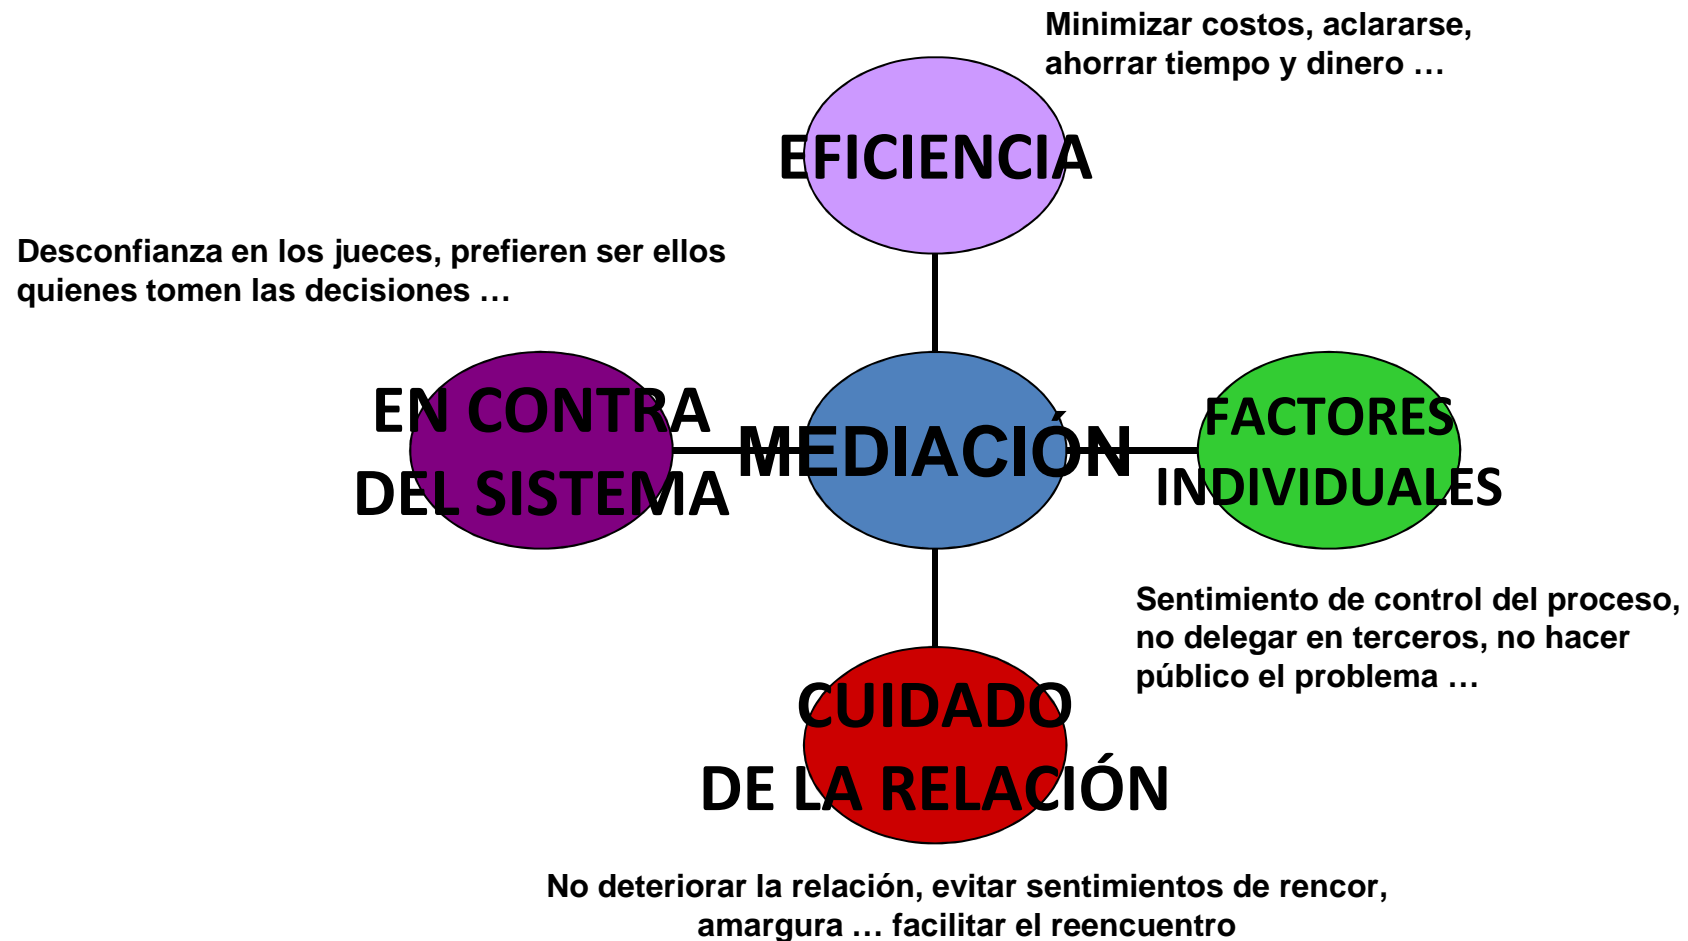 Minimizar costos, aclararse,
ahorrar tiempo y dinero …
EFICIENCIA
Desconfianza en los jueces, prefieren ser ellos
quienes tomen las decisiones …
EN CONTRA
DEL SISTEMA
MEDIACIÓN
FACTORES
INDIVIDUALES
Sentimiento de control del proceso,
no delegar en terceros, no hacer
público el problema …
CUIDADO
DE LA RELACIÓN
No deteriorar la relación, evitar sentimientos de rencor,
amargura … facilitar el reencuentro